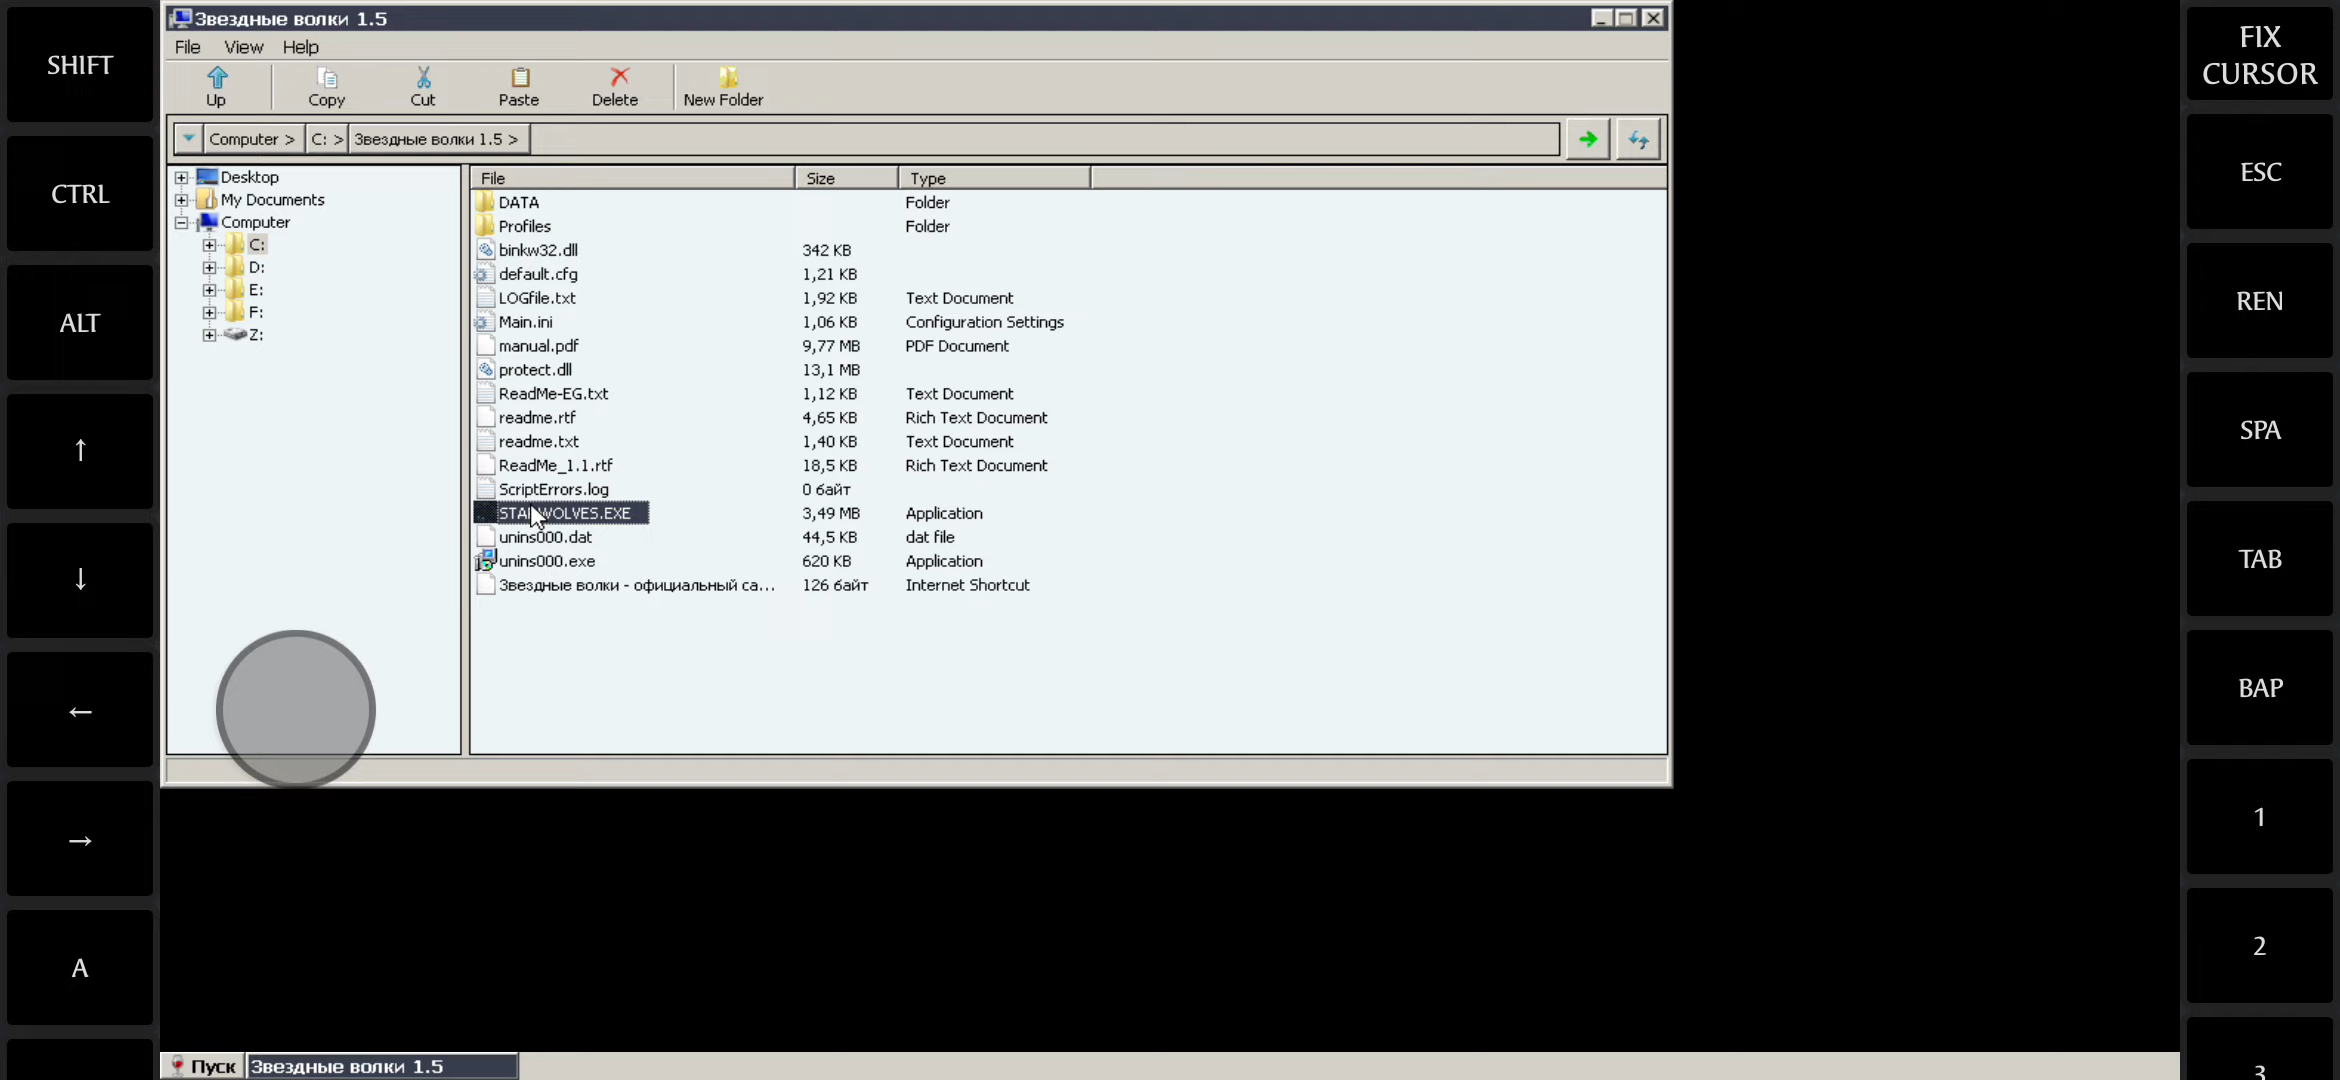 Звездные волки 1.5
File View Help
Up Copy Cut Paste Delete New Folder
Computer > C: > Звездные волки 1.5 >
Desktop
My Documents
Computer
C:
D:
E:
F:
Z:
File Size Type
DATA Folder
Profiles Folder
binkw32.dll 342 KB
default.cfg 1,21 KB
LOGfile.txt 1,92 KB Text Document
Main.ini 1,06 KB Configuration Settings
manual.pdf 9,77 MB PDF Document
protect.dll 13,1 MB
ReadMe-EG.txt 1,12 KB Text Document
readme.rtf 4,65 KB Rich Text Document
readme.txt 1,40 KB Text Document
ReadMe_1.1.rtf 18,5 KB Rich Text Document
ScriptErrors.log 0 байт
STARWOLVES.EXE 3,49 MB Application
unins000.dat 44,5 KB dat file
unins000.exe 620 KB Application
Звездные волки - официальный са... 126 байт Internet Shortcut
Пуск Звездные волки 1.5
SHIFT
CTRL
ALT
↑
↓
←
→
A
FIX
CURSOR
ESC
REN
SPA
TAB
BAP
1
2
3